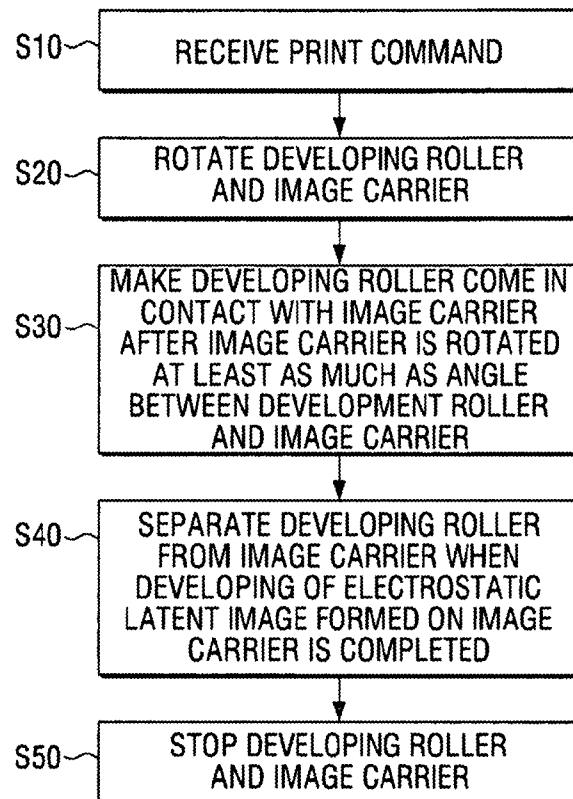 S10
RECEIVE PRINT COMMAND
S20
ROTATE DEVELOPING ROLLER
AND IMAGE CARRIER
S30
MAKE DEVELOPING ROLLER COME IN
CONTACT WITH IMAGE CARRIER
AFTER IMAGE CARRIER IS ROTATED
AT LEAST AS MUCH AS ANGLE
BETWEEN DEVELOPMENT ROLLER
AND IMAGE CARRIER
S40
SEPARATE DEVELOPING ROLLER
FROM IMAGE CARRIER WHEN
DEVELOPING OF ELECTROSTATIC
LATENT IMAGE FORMED ON IMAGE
CARRIER IS COMPLETED
S50
STOP DEVELOPING ROLLER
AND IMAGE CARRIER